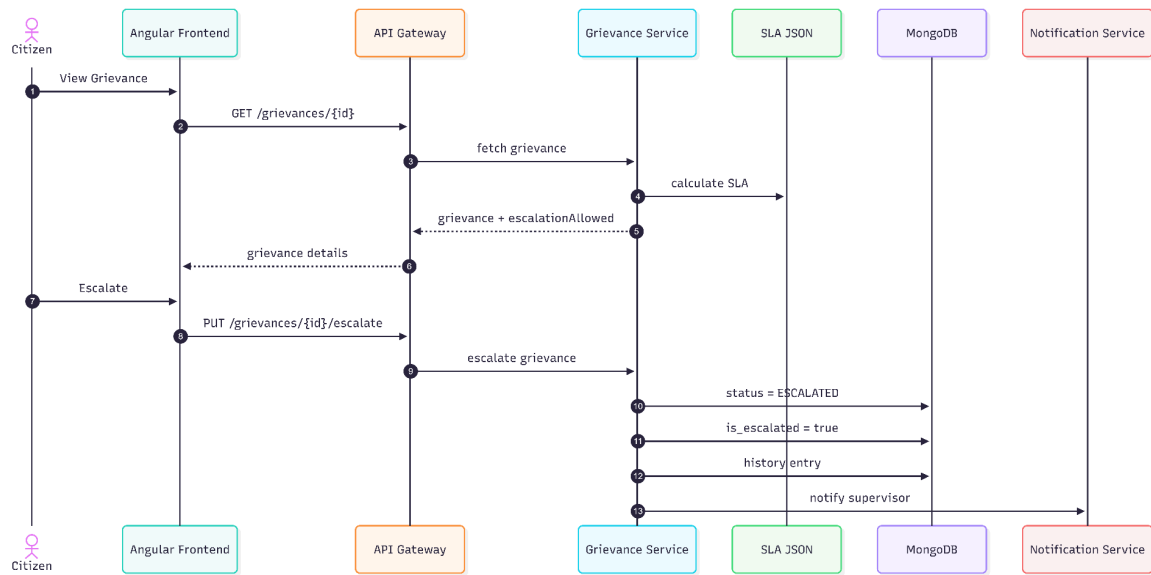 Citizen
Angular Frontend
API Gateway
Grievance Service
SLA JSON
MongoDB
Notification Service
1
View Grievance
2
GET /grievances/{id}
3
fetch grievance
4
calculate SLA
5
grievance + escalationAllowed
6
grievance details
7
Escalate
8
PUT /grievances/{id}/escalate
9
escalate grievance
10
status = ESCALATED
11
is_escalated = true
12
history entry
13
notify supervisor
Citizen
Angular Frontend
API Gateway
Grievance Service
SLA JSON
MongoDB
Notification Service